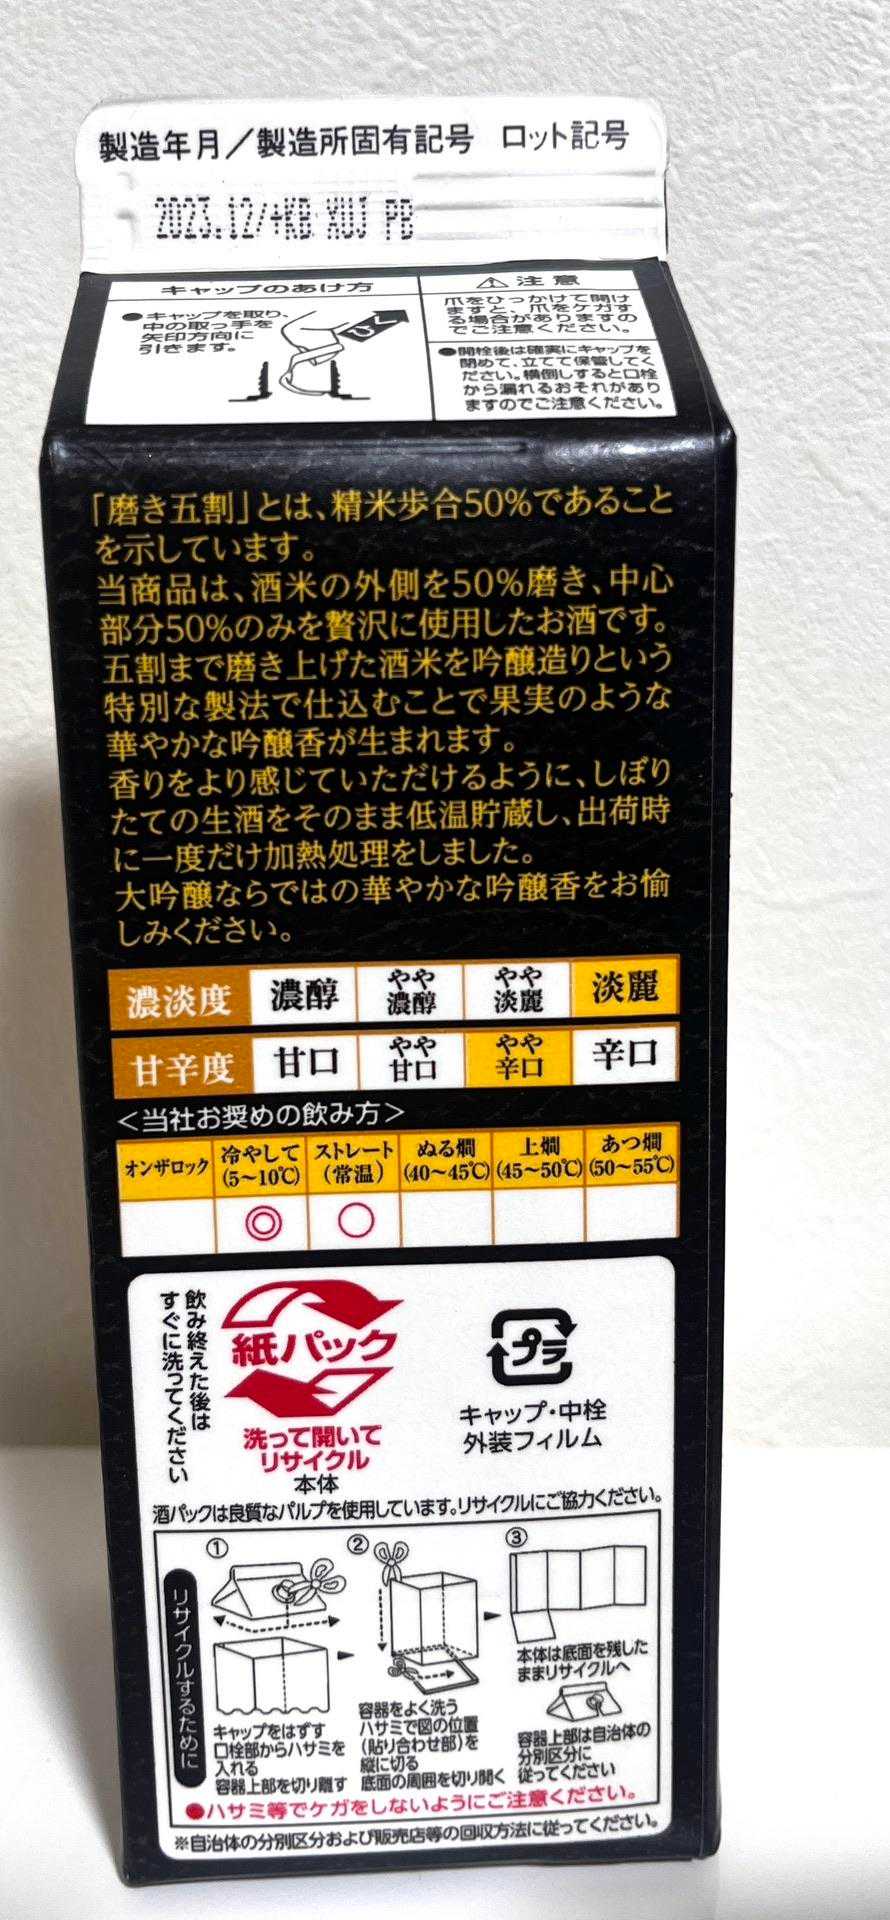 製造年月／製造所固有記号 ロット記号
2023.12/+KB XUJ PB
キャップのあけ方
●キャップを取り、
中の取っ手を
矢印方向に
引きます。
ひく
⚠注意
爪をひっかけて開け
ますと、爪をケガす
る場合がありますの
でご注意ください。
●開栓後は確実にキャップを
閉めて、立てて保管してく
ださい。横倒しすると口栓
から漏れるおそれがあり
ますのでご注意ください。
「磨き五割」とは、精米歩合50%であること
を示しています。
当商品は、酒米の外側を50%磨き、中心
部分50%のみを贅沢に使用したお酒です。
五割まで磨き上げた酒米を吟醸造りという
特別な製法で仕込むことで果実のような
華やかな吟醸香が生まれます。
香りをより感じていただけるように、しぼり
たての生酒をそのまま低温貯蔵し、出荷時
に一度だけ加熱処理をしました。
大吟醸ならではの華やかな吟醸香をお愉
しみください。
濃淡度 濃醇 やや濃醇 やや淡麗 淡麗
甘辛度 甘口 やや甘口 やや辛口 辛口
＜当社お奨めの飲み方＞
オンザロック 冷やして(5～10℃) ストレート(常温) ぬる燗(40～45℃) 上燗(45～50℃) あつ燗(50～55℃)
◎ ○
飲み終えた後は
すぐに洗ってください
紙パック
洗って開いて
リサイクル
本体
プラ
キャップ・中栓
外装フィルム
酒パックは良質なパルプを使用しています。リサイクルにご協力ください。
リサイクルするために
①
キャップをはずす
口栓部からハサミを
入れる
容器上部を切り離す
②
容器をよく洗う
ハサミで図の位置
(貼り合わせ部)を
縦に切る
底面の周囲を切り開く
③
本体は底面を残した
ままリサイクルへ
容器上部は自治体の
分別区分に
従ってください
●ハサミ等でケガをしないようにご注意ください。
※自治体の分別区分および販売店等の回収方法に従ってください。